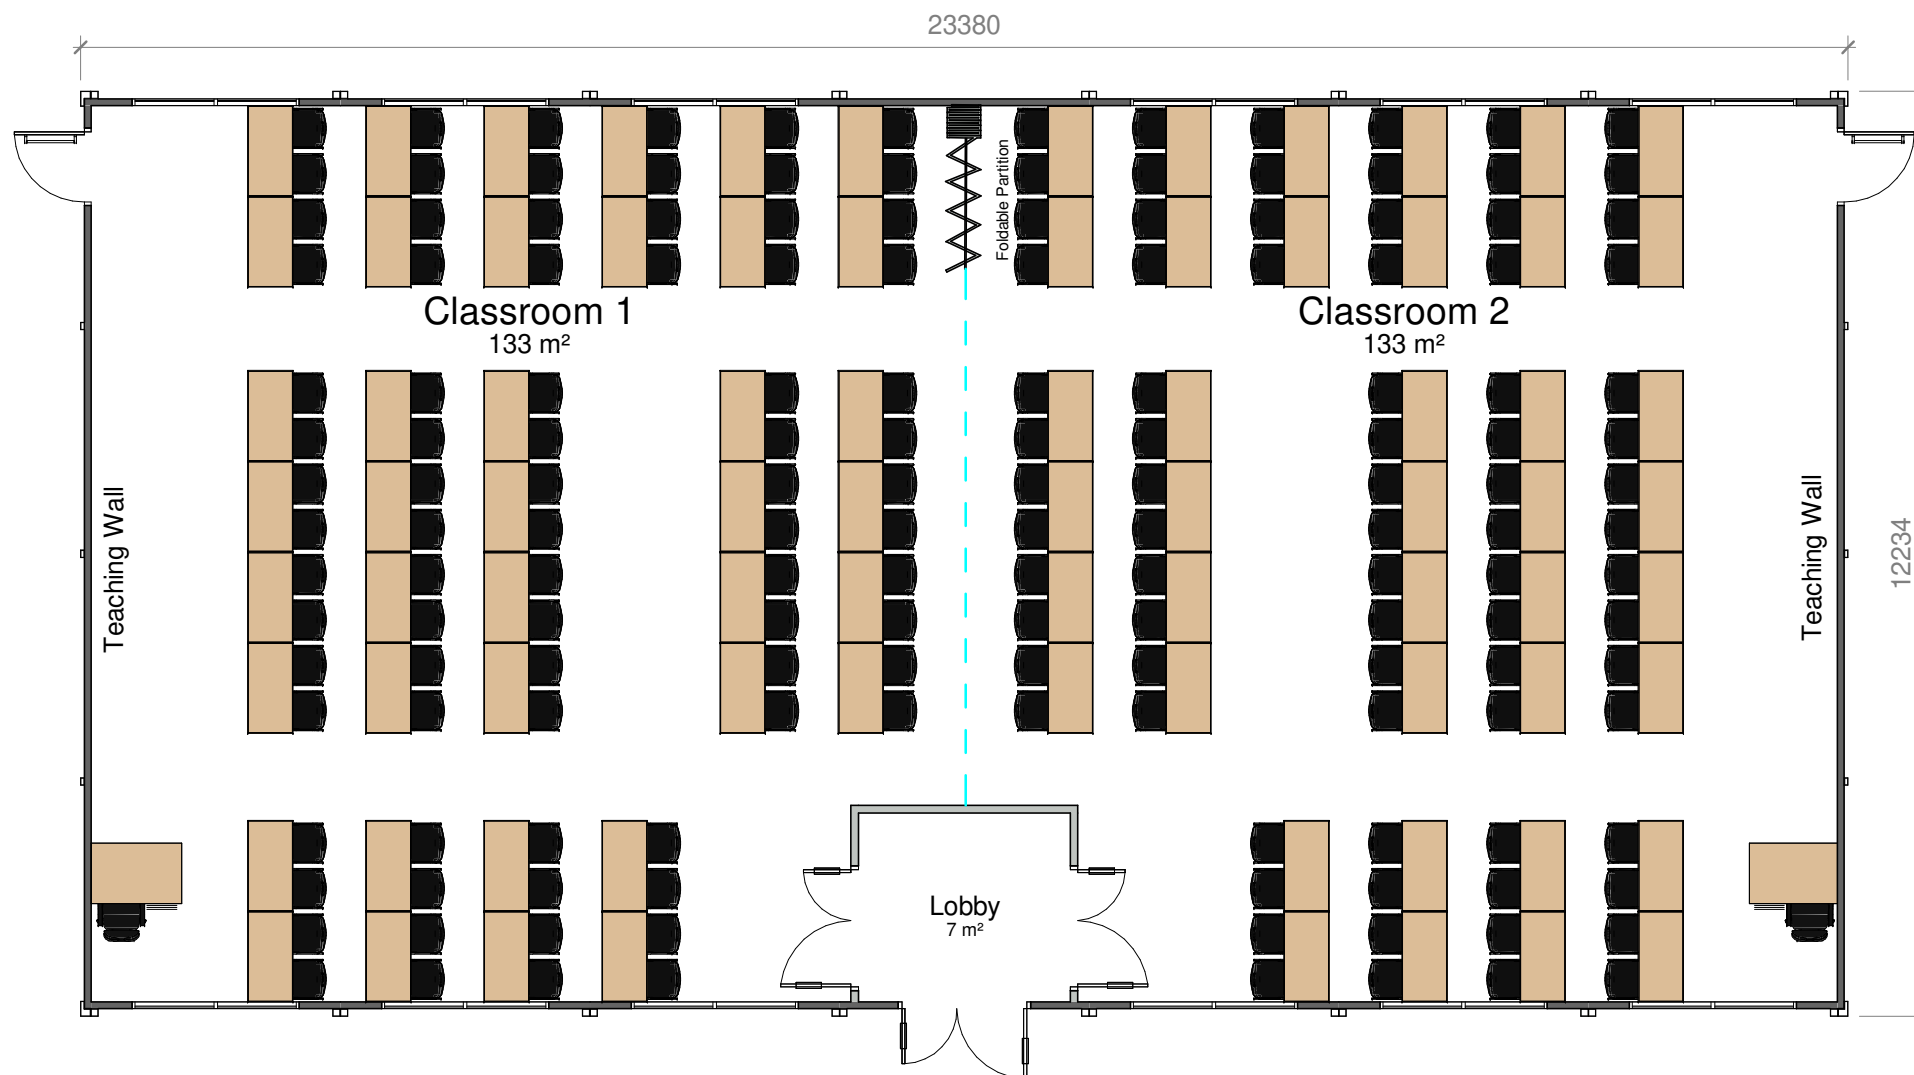 23380
Foldable Partition
Classroom 1
133 m²
Classroom 2
133 m²
Teaching Wall
Teaching Wall
12234
Lobby
7 m²